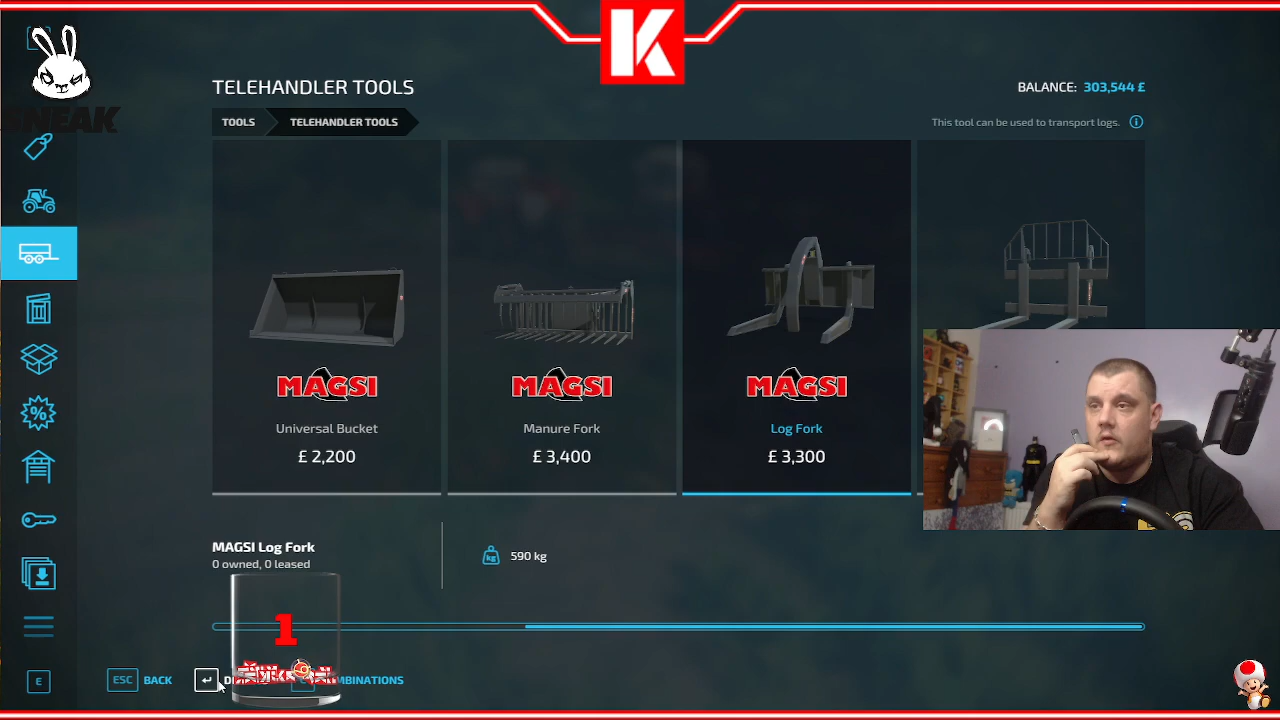 K
TELEHANDLER TOOLS
BALANCE: 303,544 £
TOOLS
TELEHANDLER TOOLS
This tool can be used to transport logs.
MAGSI
Universal Bucket
£ 2,200
MAGSI
Manure Fork
£ 3,400
MAGSI
Log Fork
£ 3,300
MAGSI Log Fork
0 owned, 0 leased
kg
590 kg
1
E
ESC
BACK